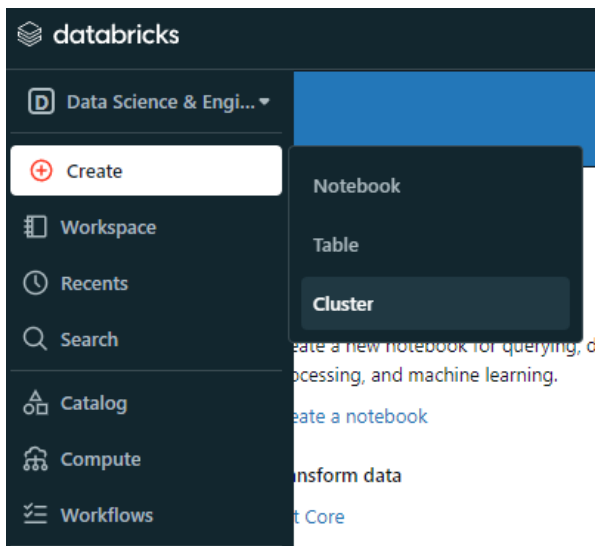 databricks
D
Data Science & Engi...
Create
Notebook
Workspace
Table
Recents
Cluster
Search
eate a new notebook for querying, d
ocessing, and machine learning.
Catalog
eate a notebook
Compute
nsform data
Workflows
t Core